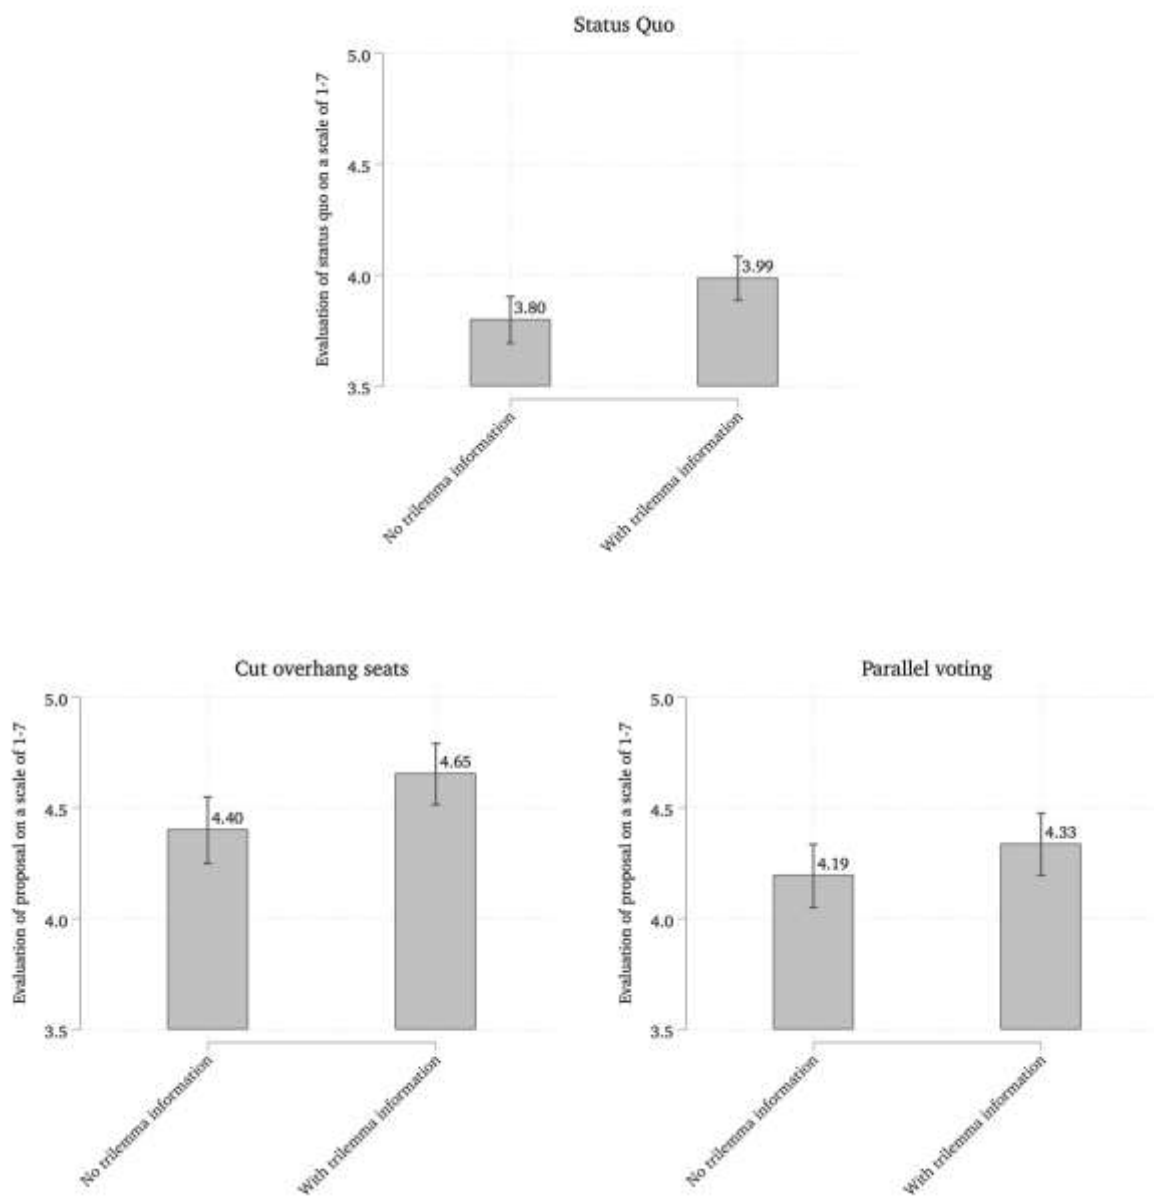 Status Quo
Evaluation of status quo on a scale of 1-7
5.0
4.5
4.0
3.5
3.80
3.99
No trilemma information
With trilemma information
Cut overhang seats
Evaluation of proposal on a scale of 1-7
5.0
4.5
4.0
3.5
4.40
4.65
No trilemma information
With trilemma information
Parallel voting
Evaluation of proposal on a scale of 1-7
5.0
4.5
4.0
3.5
4.19
4.33
No trilemma information
With trilemma information